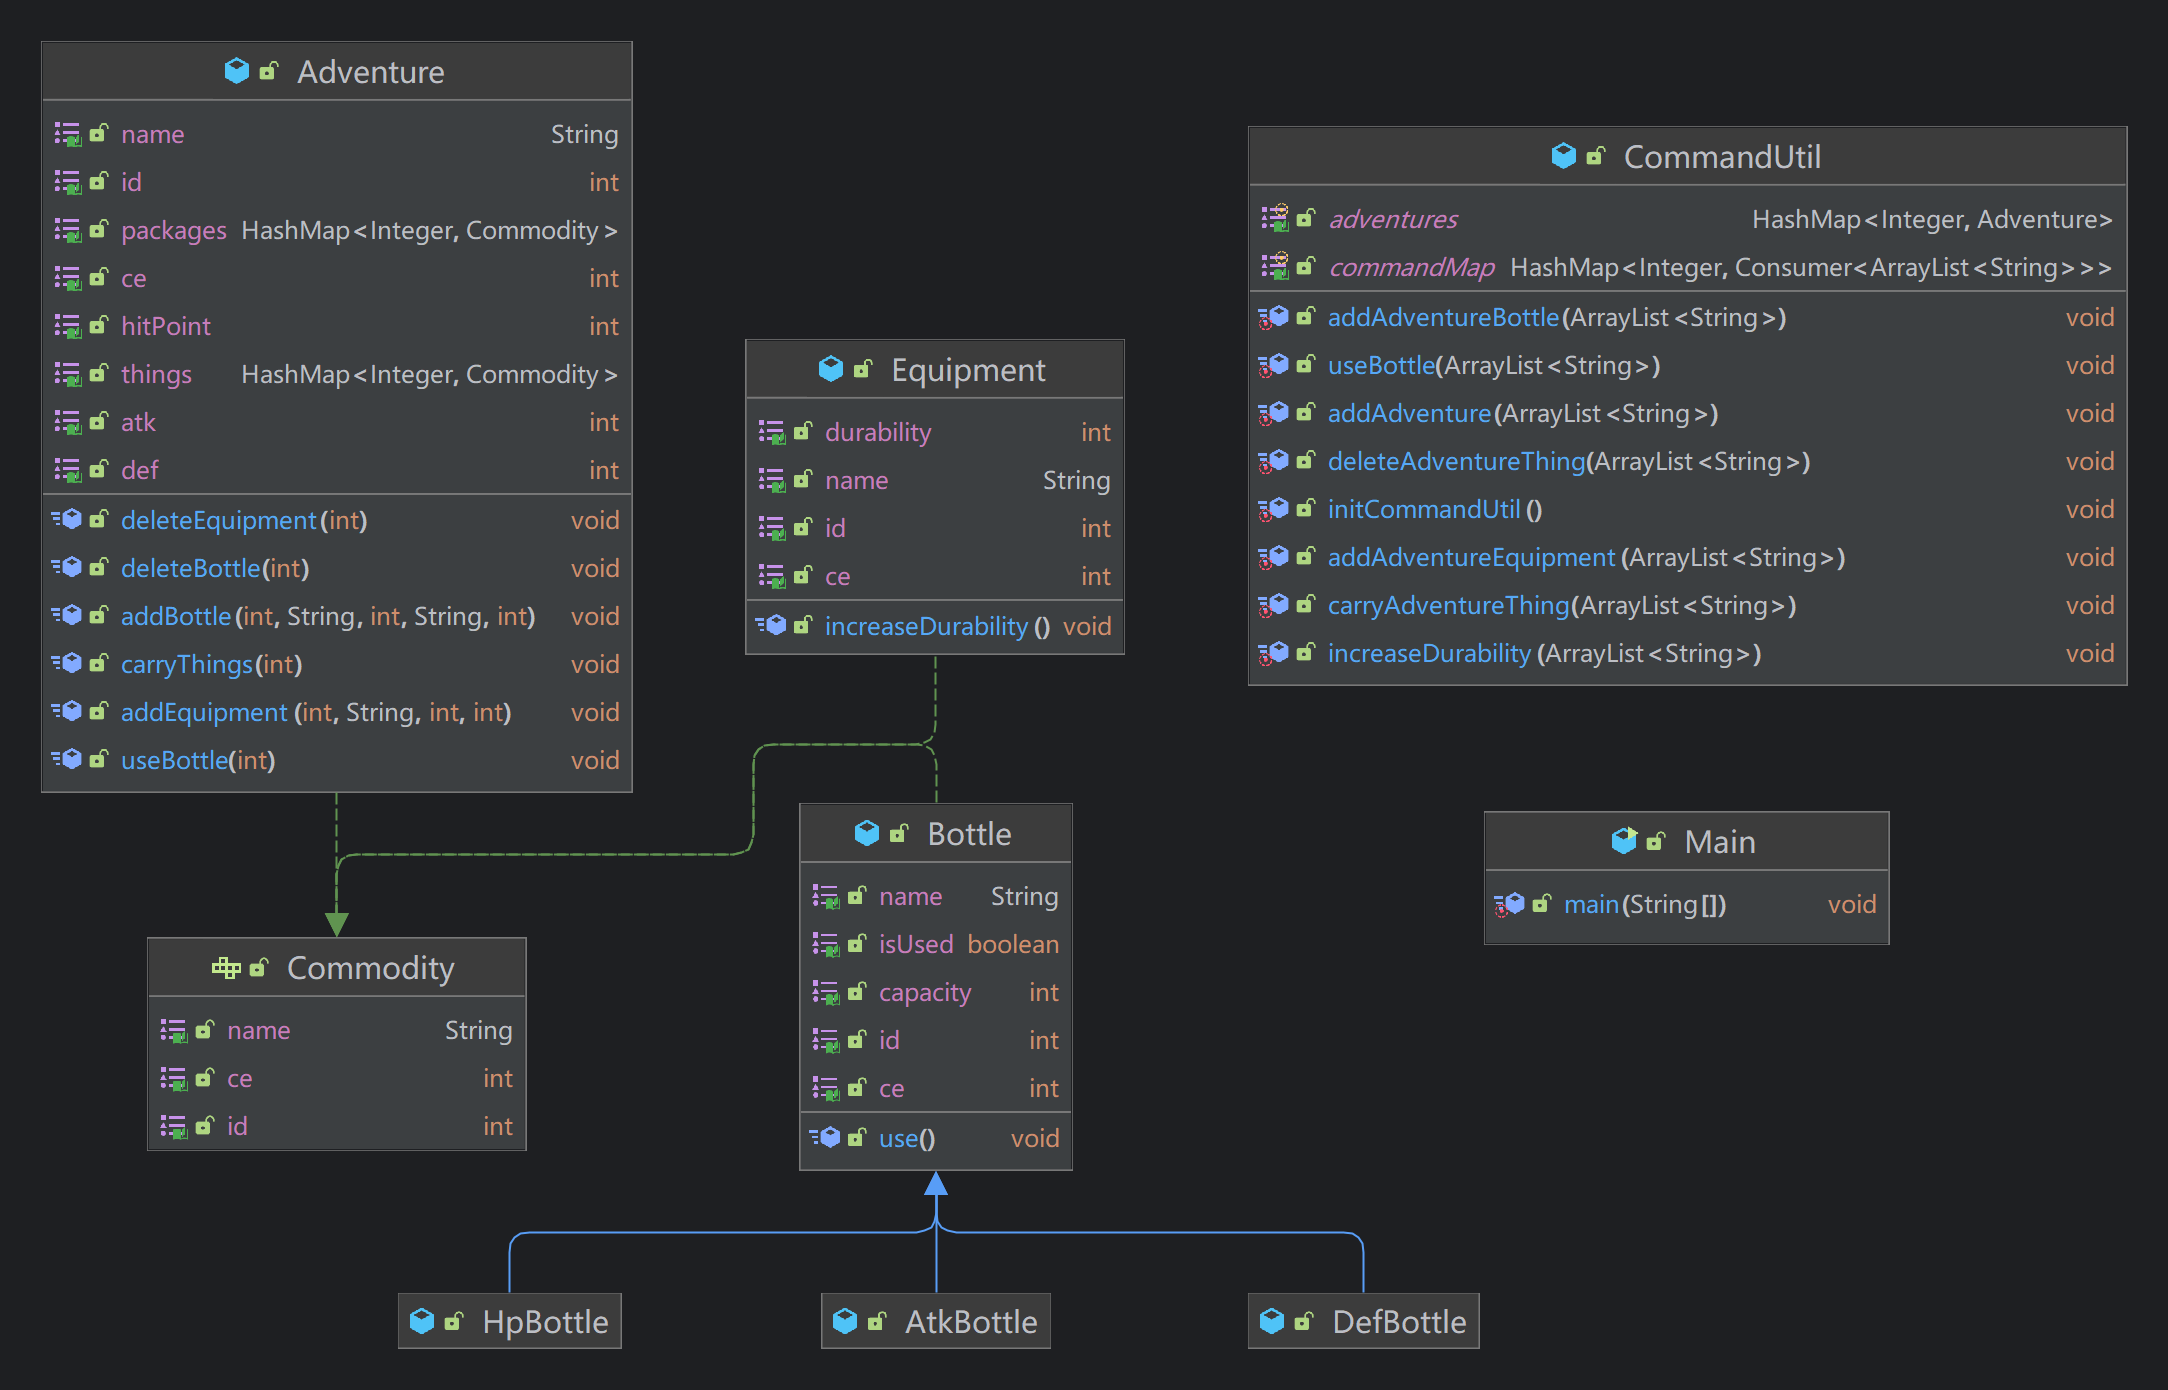 Adventure
name String
id int
packages HashMap<Integer, Commodity>
ce int
hitPoint int
things HashMap<Integer, Commodity>
atk int
def int
deleteEquipment(int) void
deleteBottle(int) void
addBottle(int, String, int, String, int) void
carryThings(int) void
addEquipment(int, String, int, int) void
useBottle(int) void
Equipment
durability int
name String
id int
ce int
increaseDurability() void
CommandUtil
adventures HashMap<Integer, Adventure>
commandMap HashMap<Integer, Consumer<ArrayList<String>>>
addAdventureBottle(ArrayList<String>) void
useBottle(ArrayList<String>) void
addAdventure(ArrayList<String>) void
deleteAdventureThing(ArrayList<String>) void
initCommandUtil() void
addAdventureEquipment(ArrayList<String>) void
carryAdventureThing(ArrayList<String>) void
increaseDurability(ArrayList<String>) void
Commodity
name String
ce int
id int
Bottle
name String
isUsed boolean
capacity int
id int
ce int
use() void
Main
main(String[]) void
HpBottle
AtkBottle
DefBottle